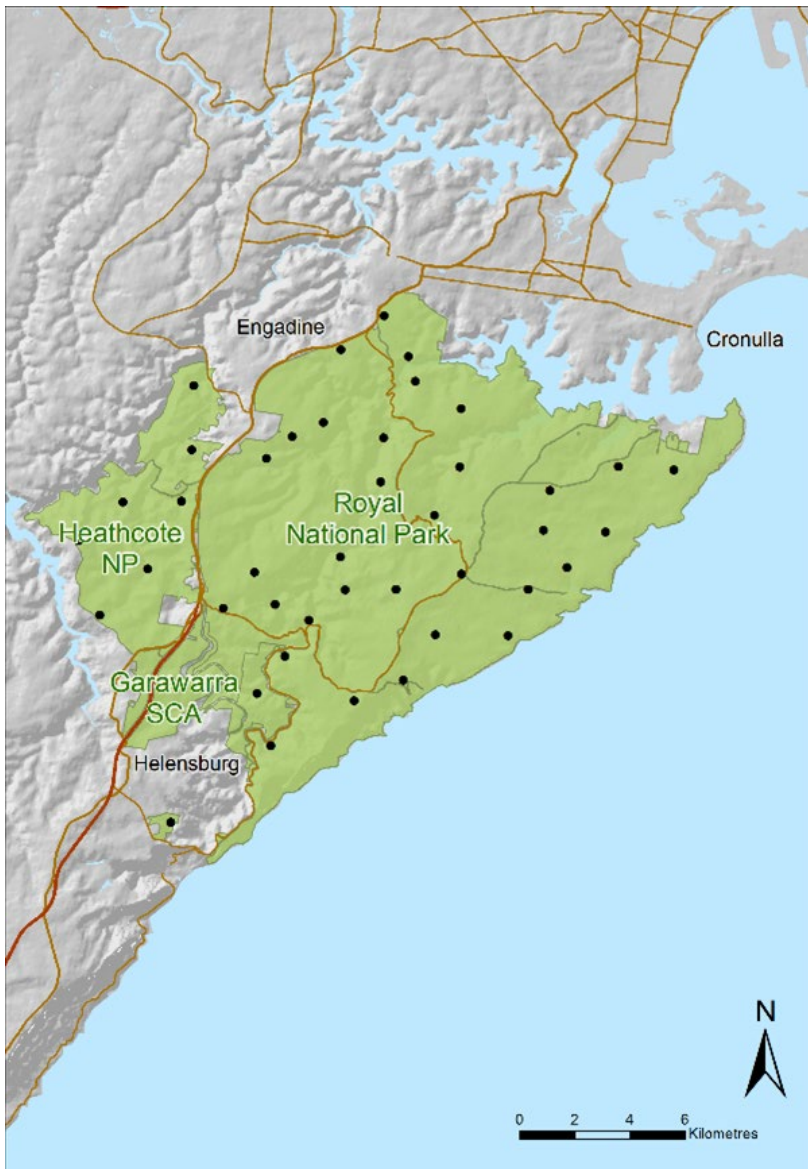 Engadine
Cronulla
Royal
National Park
Heathcote
NP
Garawarra
SCA
Helensburg
N
0 2 4 6
Kilometres